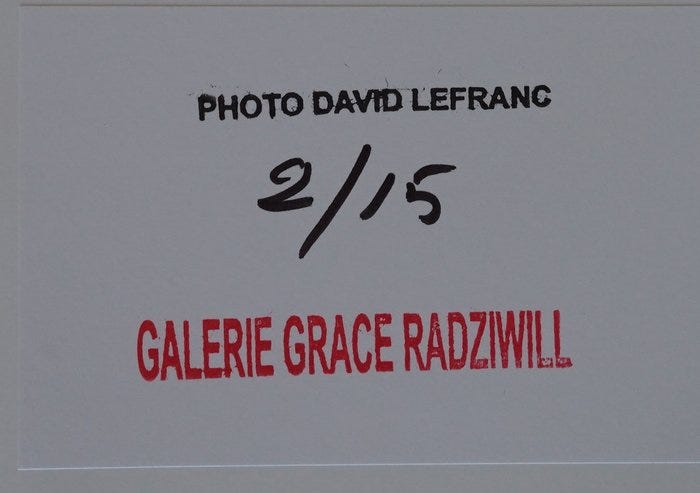 PHOTO DAVID LEFRANC
2/15
GALERIE GRACE RADZIWILL